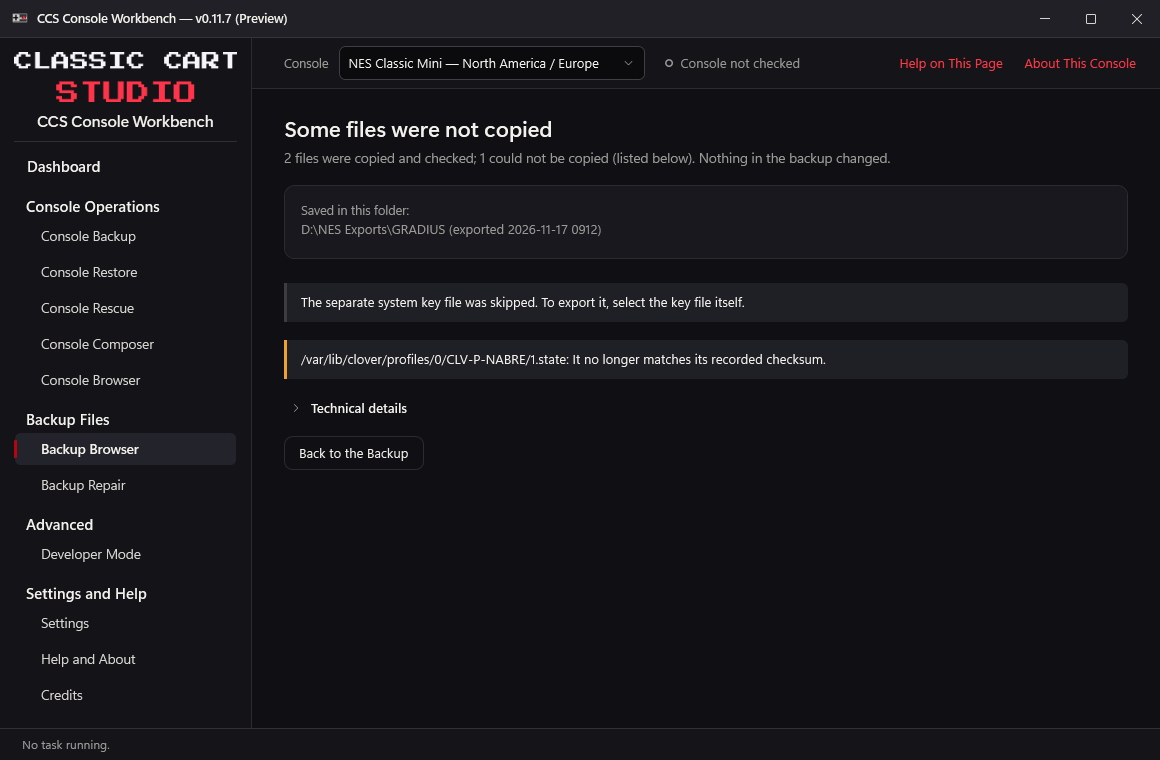 CCS Console Workbench — v0.11.7 (Preview)
CLASSIC CART
STUDIO
CCS Console Workbench
Dashboard
Console Operations
Console Backup
Console Restore
Console Rescue
Console Composer
Console Browser
Backup Files
Backup Browser
Backup Repair
Advanced
Developer Mode
Settings and Help
Settings
Help and About
Credits
Console
NES Classic Mini — North America / Europe
Console not checked
Help on This Page
About This Console
Some files were not copied
2 files were copied and checked; 1 could not be copied (listed below). Nothing in the backup changed.
Saved in this folder:
D:\NES Exports\GRADIUS (exported 2026-11-17 0912)
The separate system key file was skipped. To export it, select the key file itself.
/var/lib/clover/profiles/0/CLV-P-NABRE/1.state: It no longer matches its recorded checksum.
Technical details
Back to the Backup
No task running.